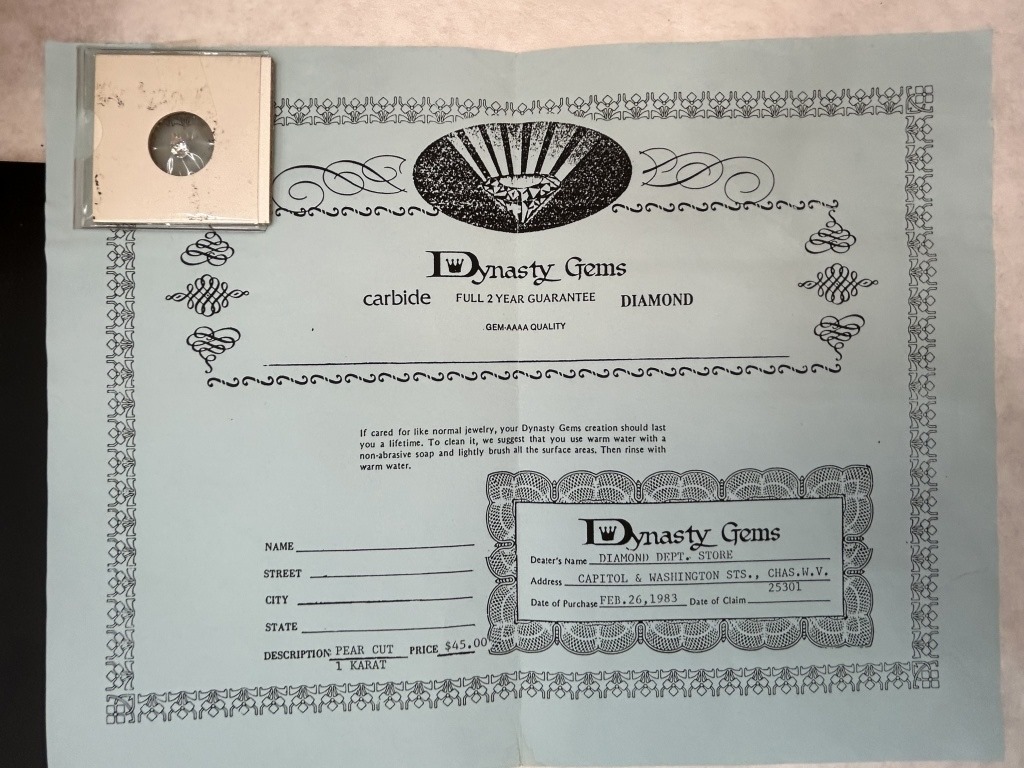 Dynasty Gems
carbide FULL 2 YEAR GUARANTEE DIAMOND
GEM-AAAA QUALITY
If cared for like normal jewelry, your Dynasty Gems creation should last
you a lifetime. To clean it, we suggest that you use warm water with a
non-abrasive soap and lightly brush all the surface areas. Then rinse with
warm water.
NAME
STREET
CITY
STATE
DESCRIPTION: PEAR CUT PRICE $45.00
1 KARAT
Dynasty Gems
Dealer's Name DIAMOND DEPT. STORE
Address CAPITOL & WASHINGTON STS., CHAS.W.V.
25301
Date of Purchase FEB.26,1983 Date of Claim